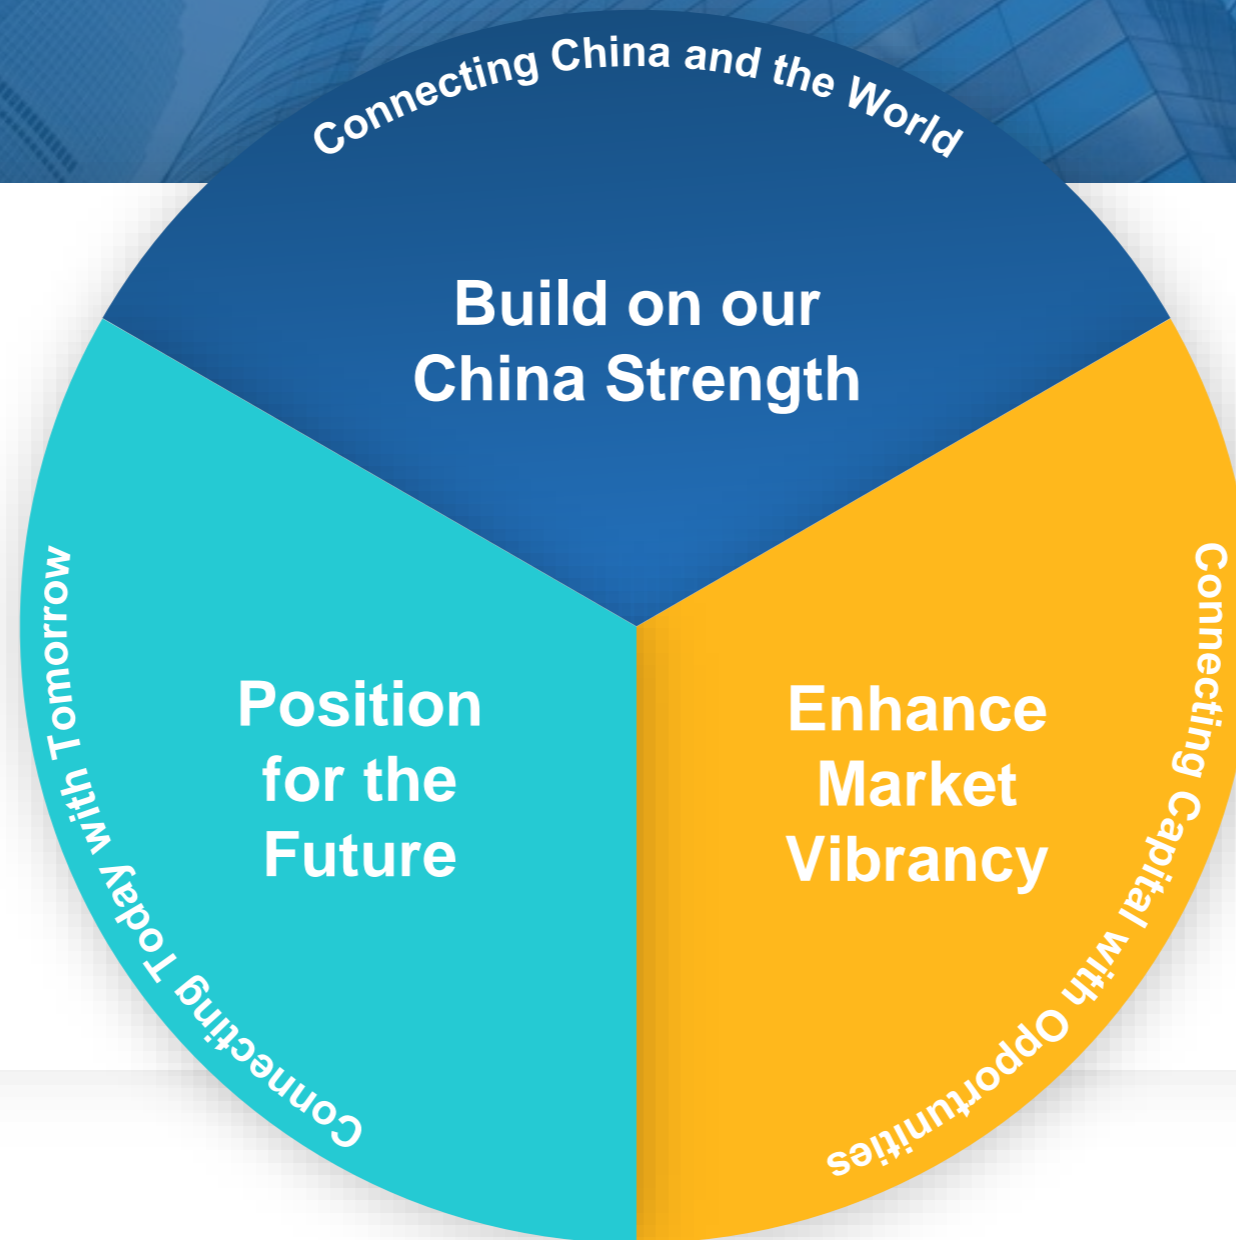 Connecting China and the World
Build on our
China Strength
Connecting Today with Tomorrow
Position
for the
Future
Enhance
Market
Vibrancy
Connecting Capital with Opportunities